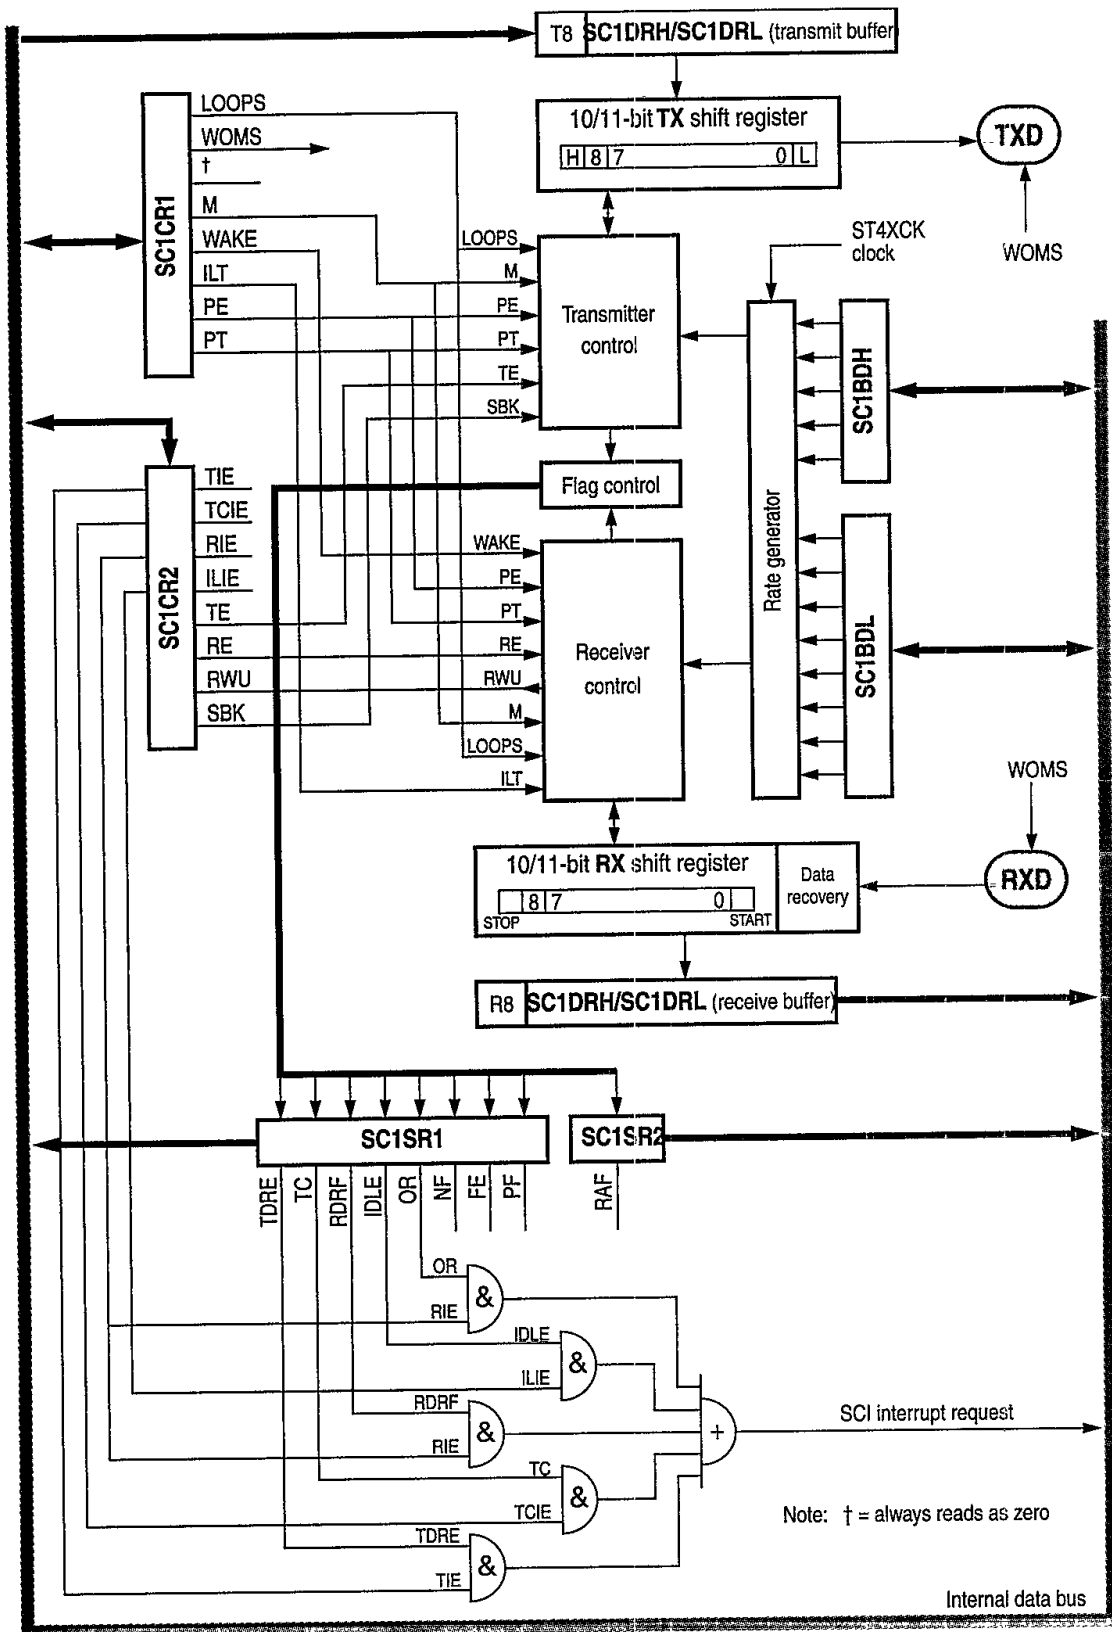 T8 SC1DRH/SC1DRL (transmit buffer)
10/11-bit TX shift register
H 8 7 0 L
TXD
WOMS
SC1CR1
LOOPS
WOMS
†
M
WAKE
ILT
PE
PT
LOOPS
M
PE
PT
TE
SBK
Transmitter
control
ST4XCK
clock
Rate generator
SC1BDH
SC1BDL
Flag control
SC1CR2
TIE
TCIE
RIE
ILIE
TE
RE
RWU
SBK
WAKE
PE
PT
RE
RWU
M
LOOPS
ILT
Receiver
control
WOMS
RXD
10/11-bit RX shift register
8 7 0
STOP START
Data
recovery
R8 SC1DRH/SC1DRL (receive buffer)
SC1SR1
SC1SR2
TDRE
TC
RDRF
IDLE
OR
NF
FE
PF
RAF
OR
RIE
&
IDLE
ILIE
&
RDRF
RIE
&
TC
TCIE
&
TDRE
TIE
&
+
SCI interrupt request
Note: † = always reads as zero
Internal data bus